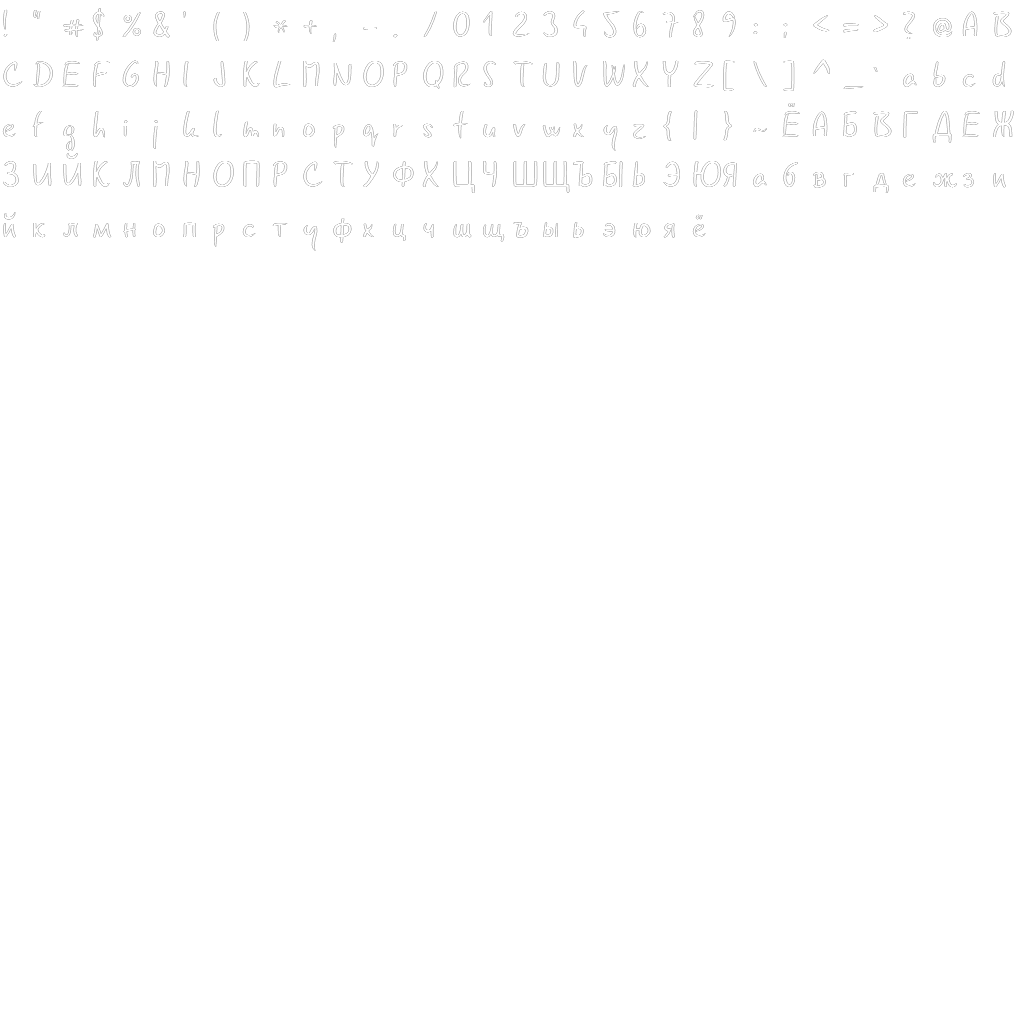 ! " # $ % & ' ( ) * + , - . / 0 1 2 3 4 5 6 7 8 9 : ; < = > ? @ A B
C D E F G H I J K L M N O P Q R S T U V W X Y Z [ \ ] ^ _ ` a b c d
e f g h i j k l m n o p q r s t u v w x y z { | } ~ Ё А Б В Г Д Е Ж
З И Й К Л М Н О П Р С Т У Ф Х Ц Ч Ш Щ Ъ Ы Ь Э Ю Я а б в г д е ж з и
й к л м н о п р с т у ф х ц ч ш щ ъ ы ь э ю я ё